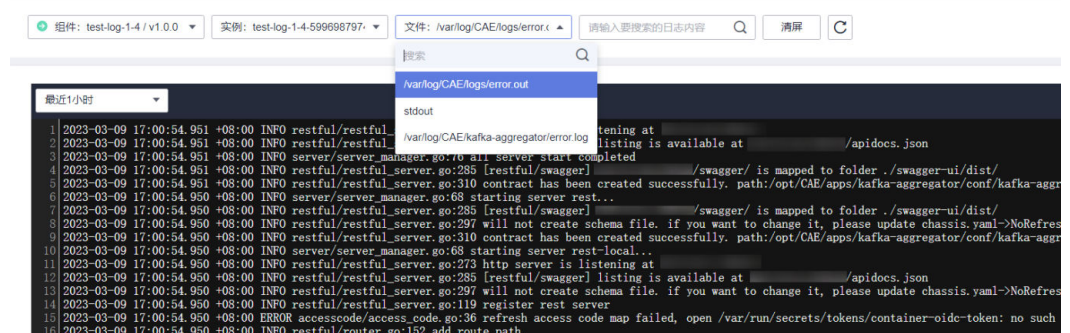 组件：test-log-1-4 / v1.0.0 实例：test-log-1-4-599698797- 文件：/var/log/CAE/logs/error.c 请输入要搜索的日志内容 清屏
搜索
/var/log/CAE/logs/error.out
stdout
/var/log/CAE/kafka-aggregator/error.log
最近1小时
1 2023-03-09 17:00:54.951 +08:00 INFO restful/restful_ tening at
2 2023-03-09 17:00:54.951 +08:00 INFO restful/restful_ listing is available at /apidocs.json
3 2023-03-09 17:00:54.951 +08:00 INFO server/server_manager.go:76 all server start completed
4 2023-03-09 17:00:54.951 +08:00 INFO restful/restful_server.go:285 [restful/swagger] /swagger/ is mapped to folder ./swagger-ui/dist/
5 2023-03-09 17:00:54.950 +08:00 INFO restful/restful_server.go:310 contract has been created successfully. path:/opt/CAE/apps/kafka-aggregator/conf/kafka-aggr
6 2023-03-09 17:00:54.950 +08:00 INFO server/server_manager.go:68 starting server rest...
7 2023-03-09 17:00:54.950 +08:00 INFO restful/restful_server.go:285 [restful/swagger] /swagger/ is mapped to folder ./swagger-ui/dist/
8 2023-03-09 17:00:54.950 +08:00 INFO restful/restful_server.go:297 will not create schema file. if you want to change it, please update chassis.yaml->NoRefres
9 2023-03-09 17:00:54.950 +08:00 INFO restful/restful_server.go:310 contract has been created successfully. path:/opt/CAE/apps/kafka-aggregator/conf/kafka-aggr
10 2023-03-09 17:00:54.950 +08:00 INFO server/server_manager.go:68 starting server rest-local...
11 2023-03-09 17:00:54.950 +08:00 INFO restful/restful_server.go:273 http server is listening at
12 2023-03-09 17:00:54.950 +08:00 INFO restful/restful_server.go:285 [restful/swagger] listing is available at /apidocs.json
13 2023-03-09 17:00:54.950 +08:00 INFO restful/restful_server.go:297 will not create schema file. if you want to change it, please update chassis.yaml->NoRefres
14 2023-03-09 17:00:54.950 +08:00 INFO restful/restful_server.go:119 register rest server
15 2023-03-09 17:00:54.950 +08:00 ERROR accesscode/access_code.go:36 refresh access code map failed, open /var/run/secrets/tokens/container-oidc-token: no such
16 2023-03-09 17:00:54.950 +08:00 INFO restful/router.go:152 add route path